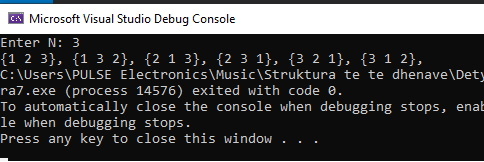 Microsoft Visual Studio Debug Console
Enter N: 3
{1 2 3}, {1 3 2}, {2 1 3}, {2 3 1}, {3 2 1}, {3 1 2},
C:\Users\PULSE Electronics\Music\Struktura te te dhenave\Dety
ra7.exe (process 14576) exited with code 0.
To automatically close the console when debugging stops, enab
le when debugging stops.
Press any key to close this window . . .